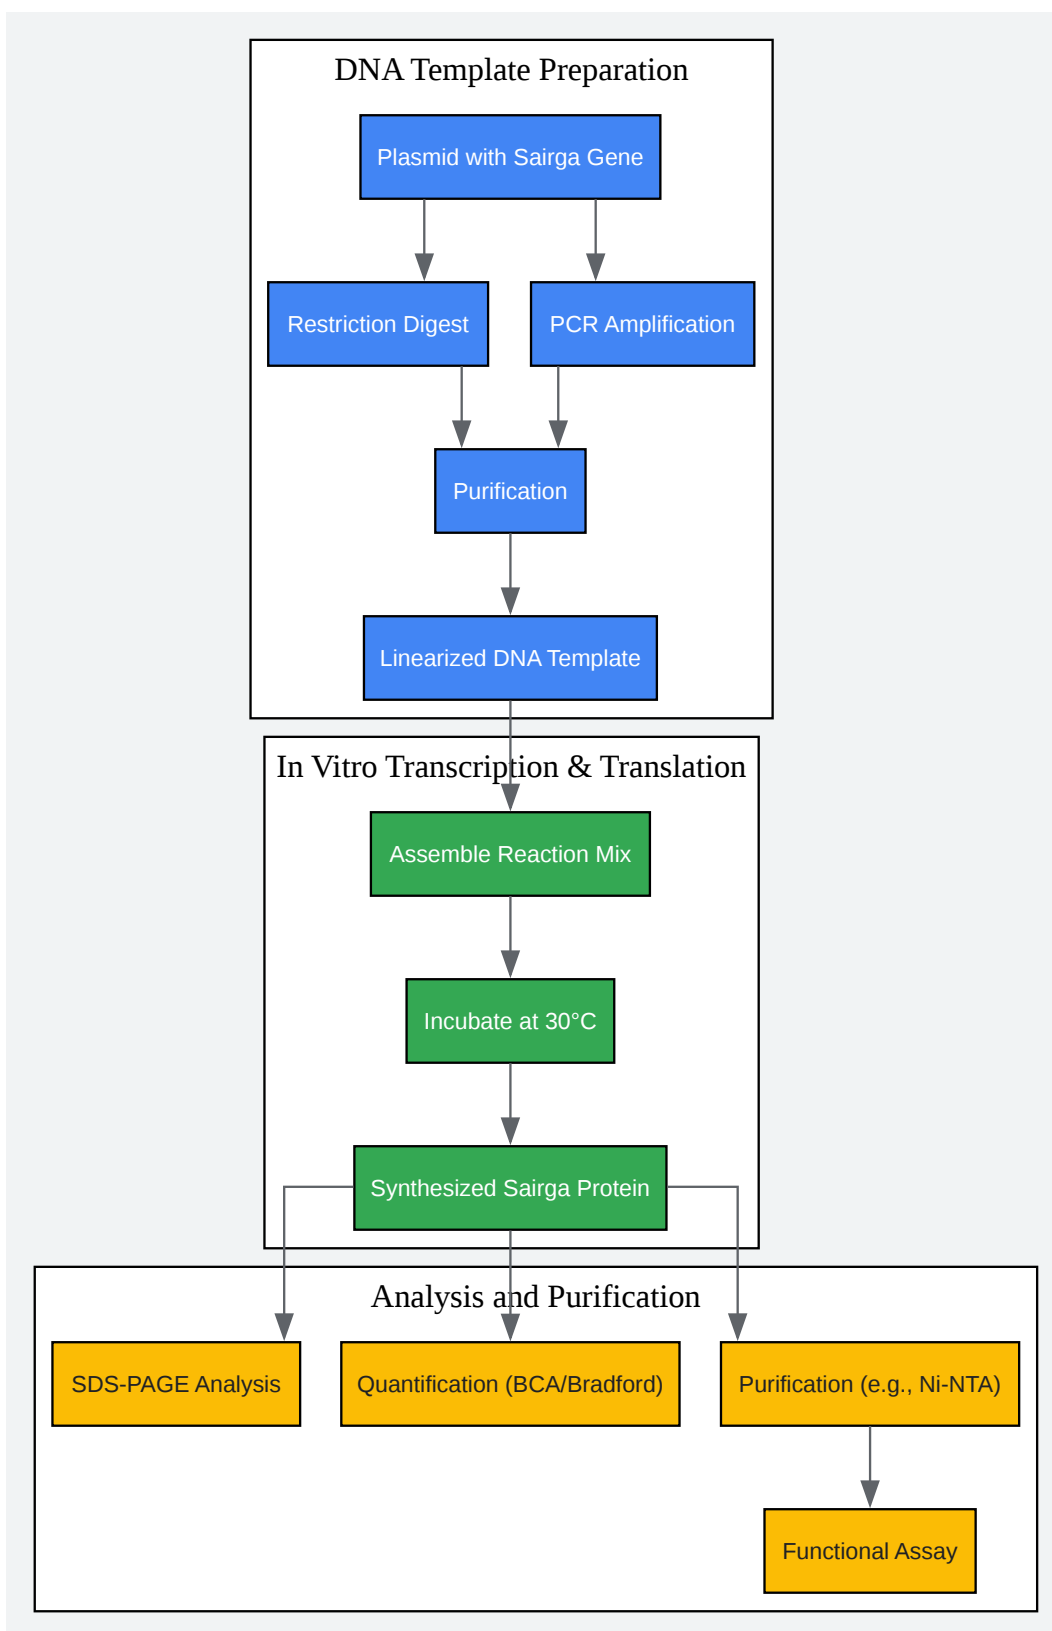 DNA Template Preparation
Plasmid with Sairga Gene
Restriction Digest
PCR Amplification
Purification
Linearized DNA Template
In Vitro Transcription & Translation
Assemble Reaction Mix
Incubate at 30°C
Synthesized Sairga Protein
Analysis and Purification
SDS-PAGE Analysis
Quantification (BCA/Bradford)
Purification (e.g., Ni-NTA)
Functional Assay